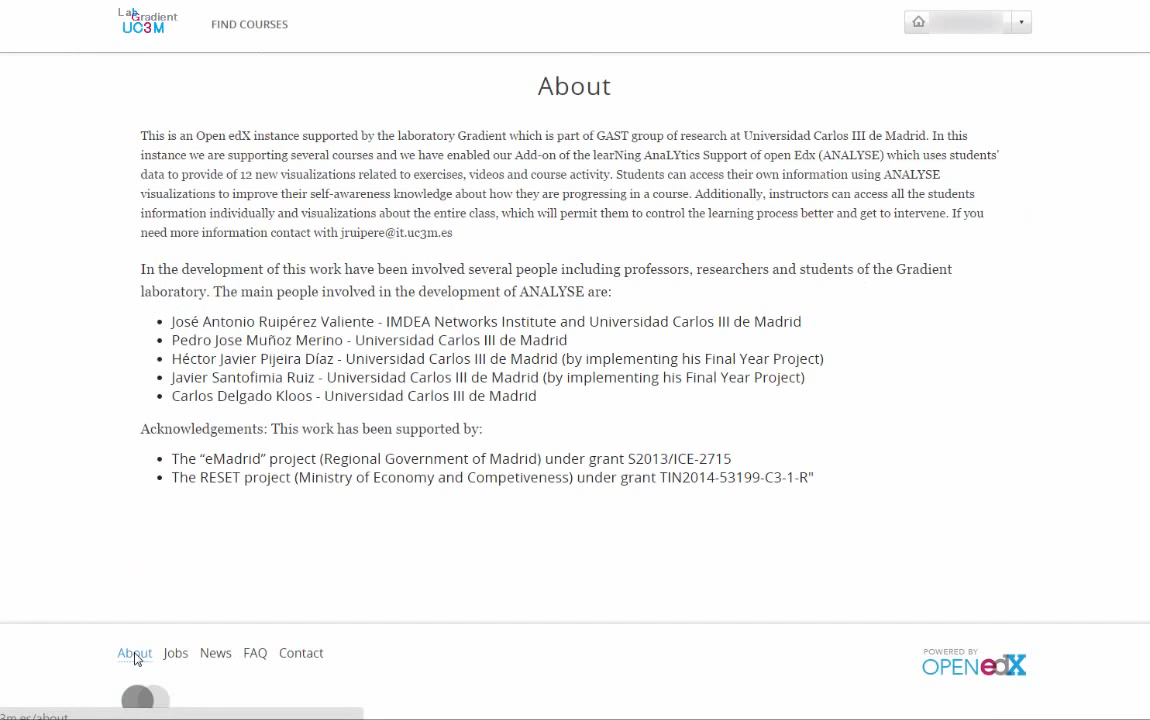 Lab
Gradient
UC3M
FIND COURSES
About
This is an Open edX instance supported by the laboratory Gradient which is part of GAST group of research at Universidad Carlos III de Madrid. In this
instance we are supporting several courses and we have enabled our Add-on of the learNing AnaLYtics Support of open Edx (ANALYSE) which uses students'
data to provide of 12 new visualizations related to exercises, videos and course activity. Students can access their own information using ANALYSE
visualizations to improve their self-awareness knowledge about how they are progressing in a course. Additionally, instructors can access all the students
information individually and visualizations about the entire class, which will permit them to control the learning process better and get to intervene. If you
need more information contact with jruipere@it.uc3m.es
In the development of this work have been involved several people including professors, researchers and students of the Gradient
laboratory. The main people involved in the development of ANALYSE are:
• José Antonio Ruipérez Valiente - IMDEA Networks Institute and Universidad Carlos III de Madrid
• Pedro Jose Muñoz Merino - Universidad Carlos III de Madrid
• Héctor Javier Pijeira Díaz - Universidad Carlos III de Madrid (by implementing his Final Year Project)
• Javier Santofimia Ruiz - Universidad Carlos III de Madrid (by implementing his Final Year Project)
• Carlos Delgado Kloos - Universidad Carlos III de Madrid
Acknowledgements: This work has been supported by:
• The “eMadrid” project (Regional Government of Madrid) under grant S2013/ICE-2715
• The RESET project (Ministry of Economy and Competiveness) under grant TIN2014-53199-C3-1-R"
About Jobs News FAQ Contact
POWERED BY
OPEN edX
3m.es/about